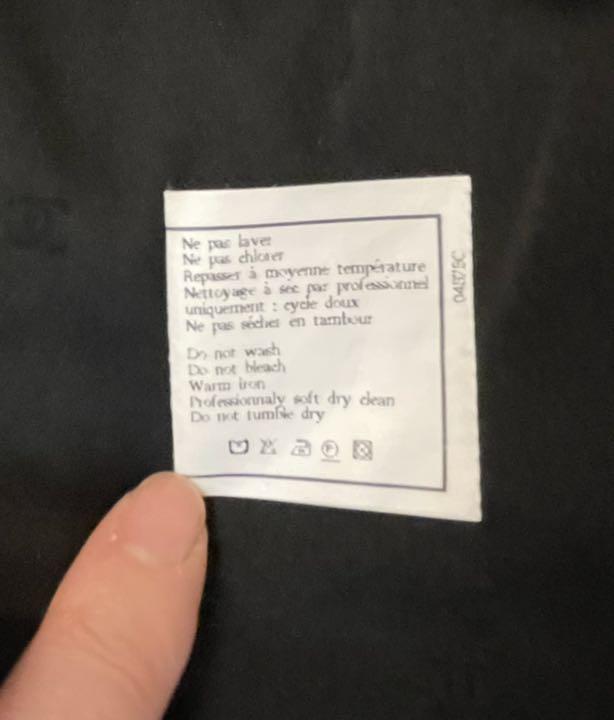 Ne pas laver
Ne pas chlorer
Repasser à moyenne température
Nettoyage à sec par professionnel
uniquement : cycle doux
Ne pas sécher en tambour
Do not wash
Do not bleach
Warm iron
Professionnaly soft dry clean
Do not tumble dry